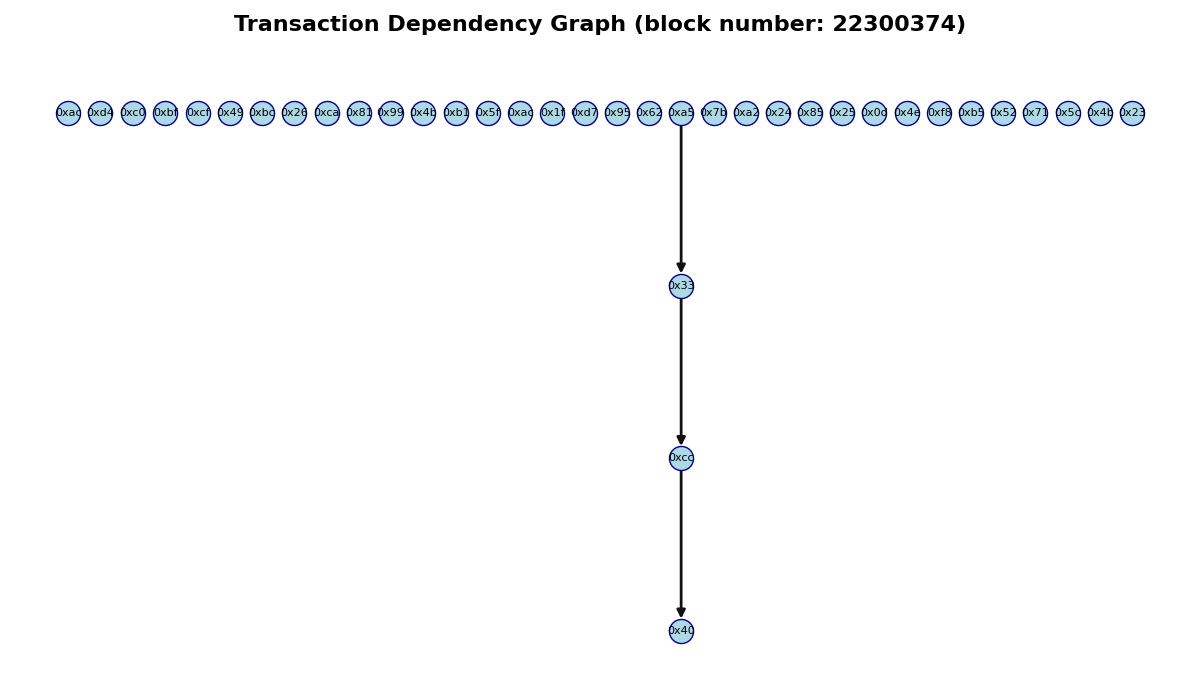 Transaction Dependency Graph (block number: 22300374)
0xac 0xd4 0xc0 0xbf 0xcf 0x49 0xbc 0x26 0xca 0x81 0x99 0x4b 0xb1 0x5f 0xac 0x1f 0xd7 0x95 0x62 0xa5 0x7b 0xa2 0x24 0x85 0x25 0x0d 0x4e 0xf8 0xb5 0x52 0x71 0x5c 0x4b 0x23
0x33
0xcc
0x40